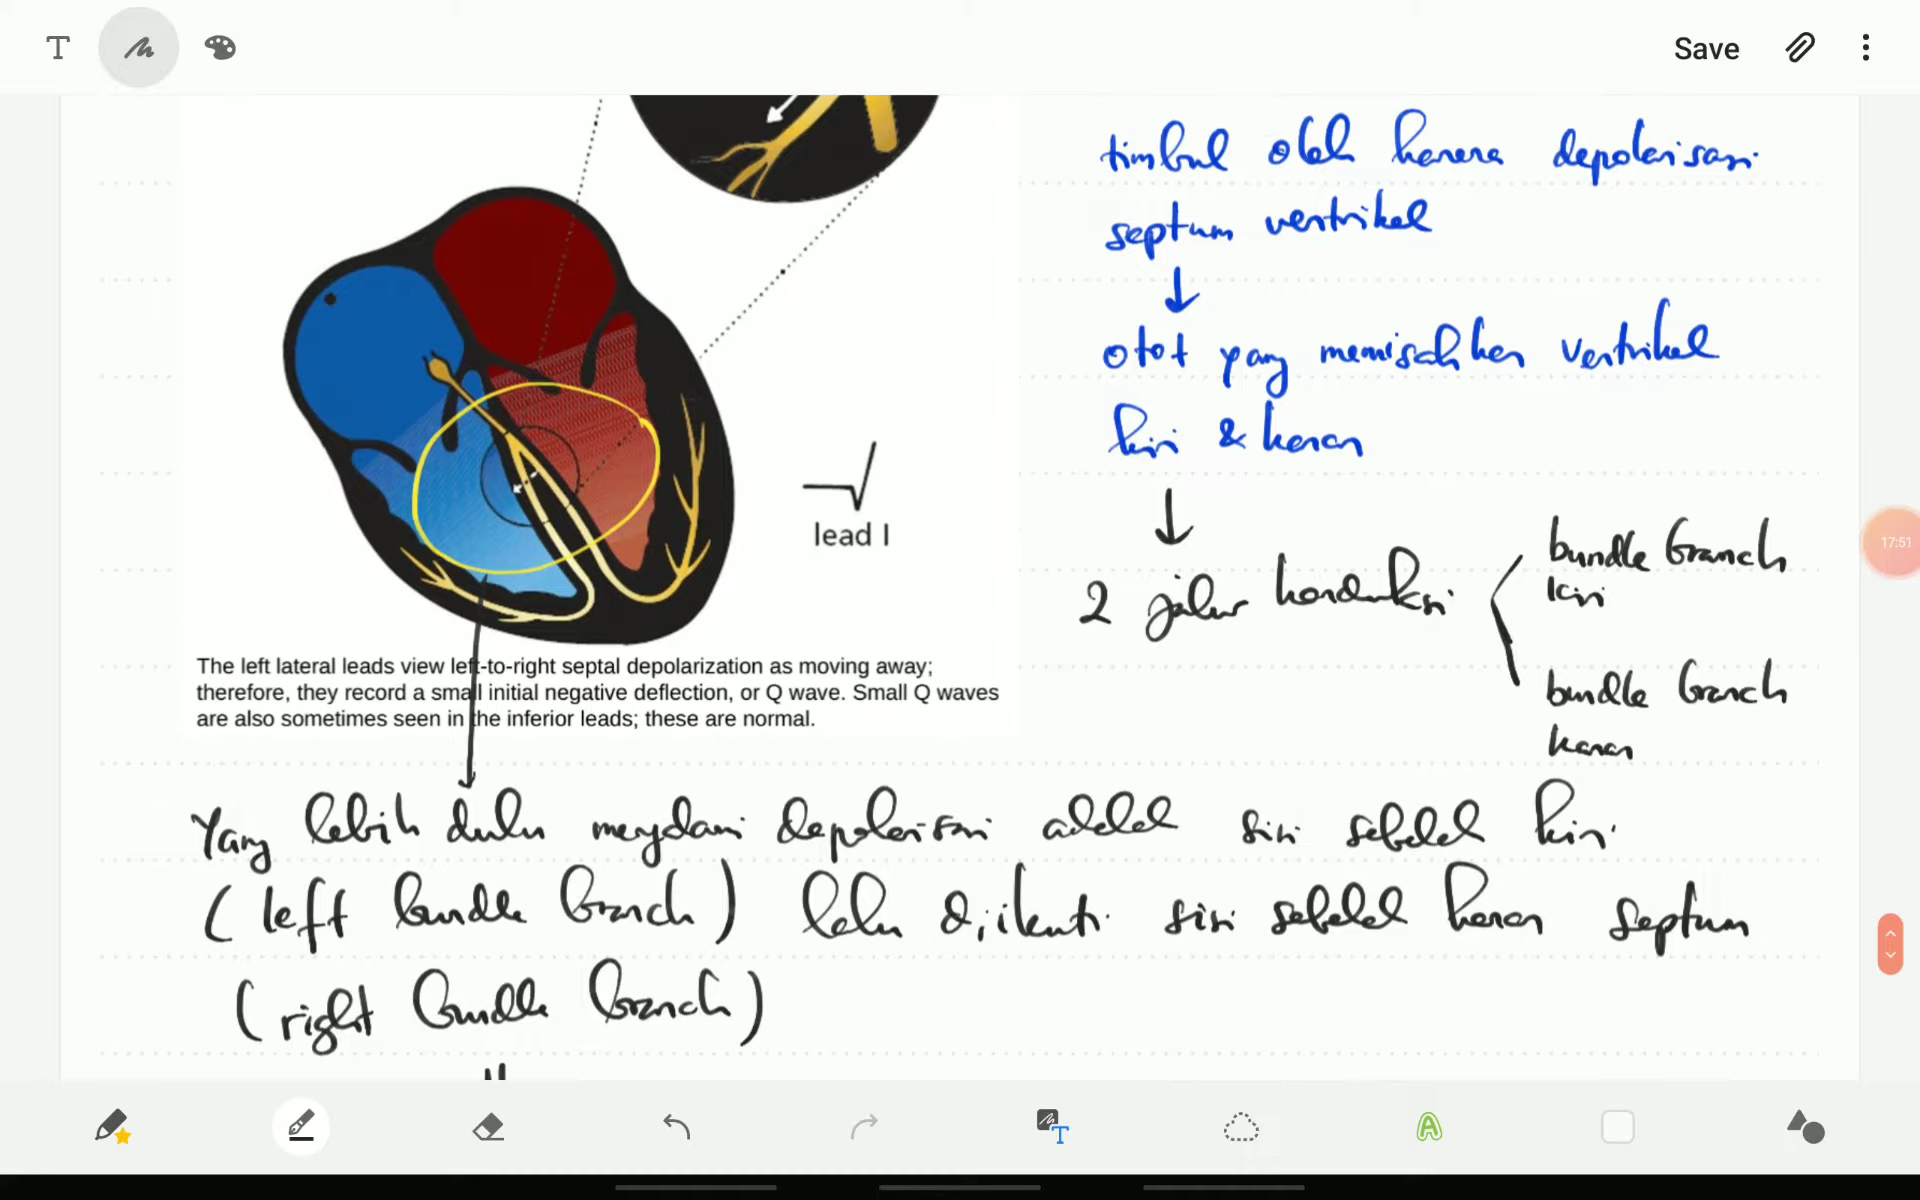 Save
timbul oleh karena depolarisasi
septum ventrikel
otot yang memisahkan ventrikel
kiri & kanan
lead I
2 jalur konduksi
bundle branch
kiri
bundle branch
kanan
17:51
The left lateral leads view left-to-right septal depolarization as moving away;
therefore, they record a small initial negative deflection, or Q wave. Small Q waves
are also sometimes seen in the inferior leads; these are normal.
Yang lebih dulu mengalami depolarisasi adalah sisi sebelah kiri
(left bundle branch) lalu diikuti sisi sebelah kanan septum
(right bundle branch)